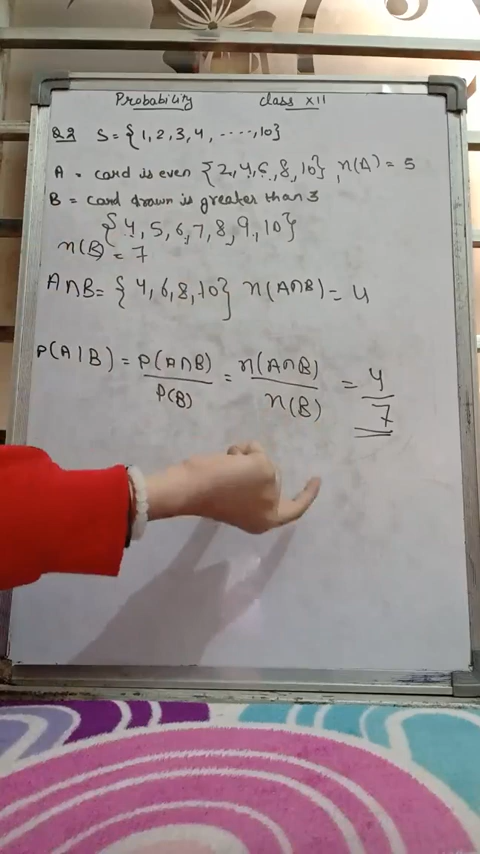 Probability class XII
Q2 S = {1, 2, 3, 4, ....., 10}
A = card is even {2, 4, 6, 8, 10}, n(A) = 5
B = card drawn is greater than 3
{4, 5, 6, 7, 8, 9, 10}
n(B) = 7
A∩B = {4, 6, 8, 10} n(A∩B) = 4
P(A|B) = P(A∩B)/P(B) = n(A∩B)/n(B) = 4/7